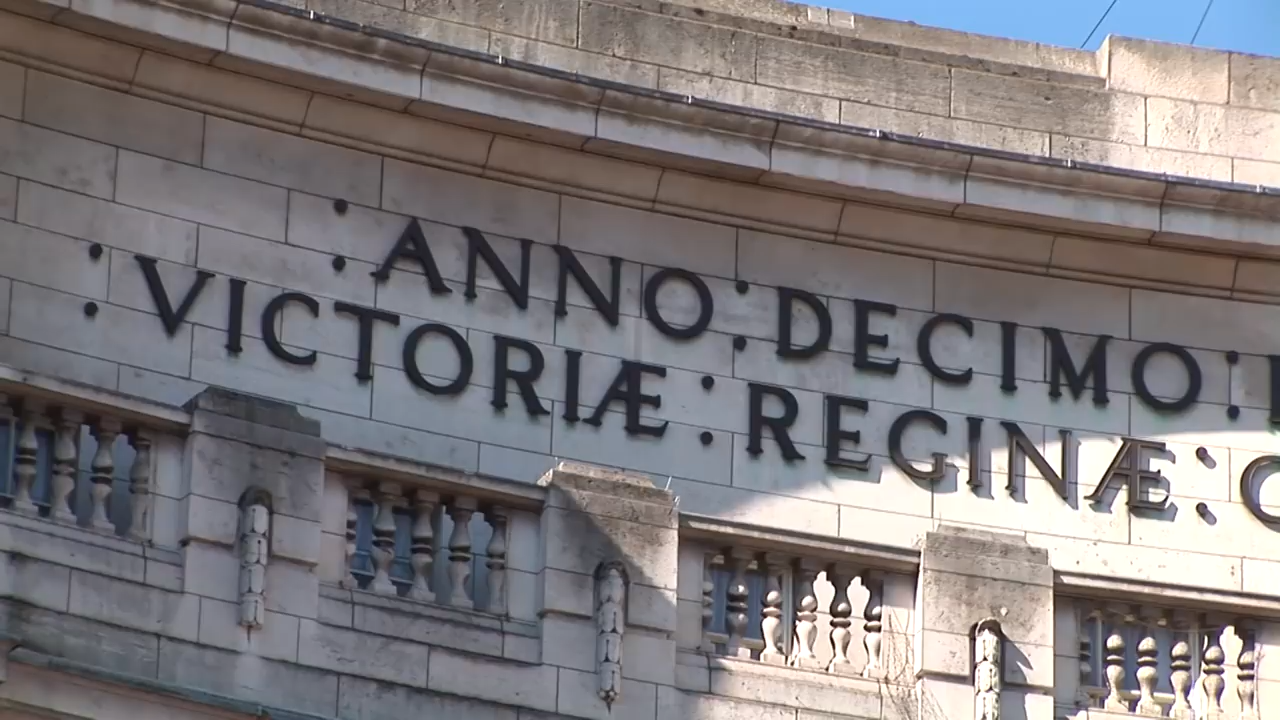 : ANNO : DECIMO :
: VICTORIÆ : REGINÆ :